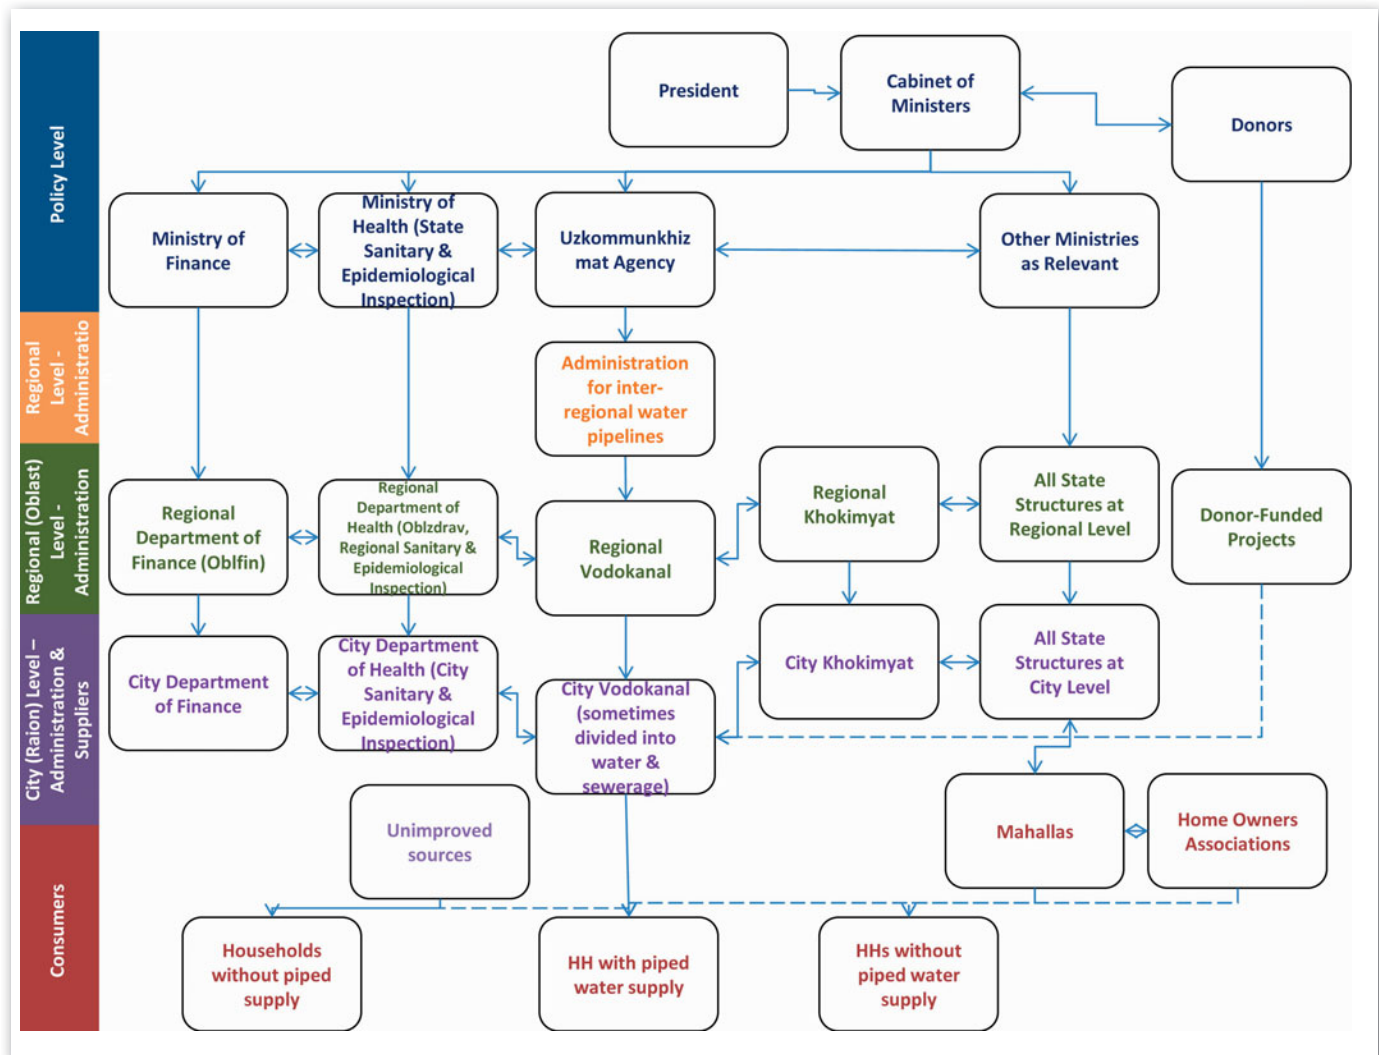 Policy Level
President
Cabinet of
Ministers
Donors
Ministry of
Finance
Ministry of
Health (State
Sanitary &
Epidemiological
Inspection)
Uzkommunkhiz
mat Agency
Other Ministries
as Relevant
Regional
Level -
Administratio
Administration
for inter-
regional water
pipelines
Regional (Oblast)
Level -
Administration
Regional
Department of
Finance (Oblfin)
Regional
Department of
Health (Oblzdrav,
Regional Sanitary &
Epidemiological
Inspection)
Regional
Vodokanal
Regional
Khokimyat
All State
Structures at
Regional Level
Donor-Funded
Projects
City (Raion) Level –
Administration &
Suppliers
City Department
of Finance
City Department
of Health (City
Sanitary &
Epidemiological
Inspection)
City Vodokanal
(sometimes
divided into
water &
sewerage)
City Khokimyat
All State
Structures at
City Level
Consumers
Unimproved
sources
Mahallas
Home Owners
Associations
Households
without piped
supply
HH with piped
water supply
HHs without
piped water
supply